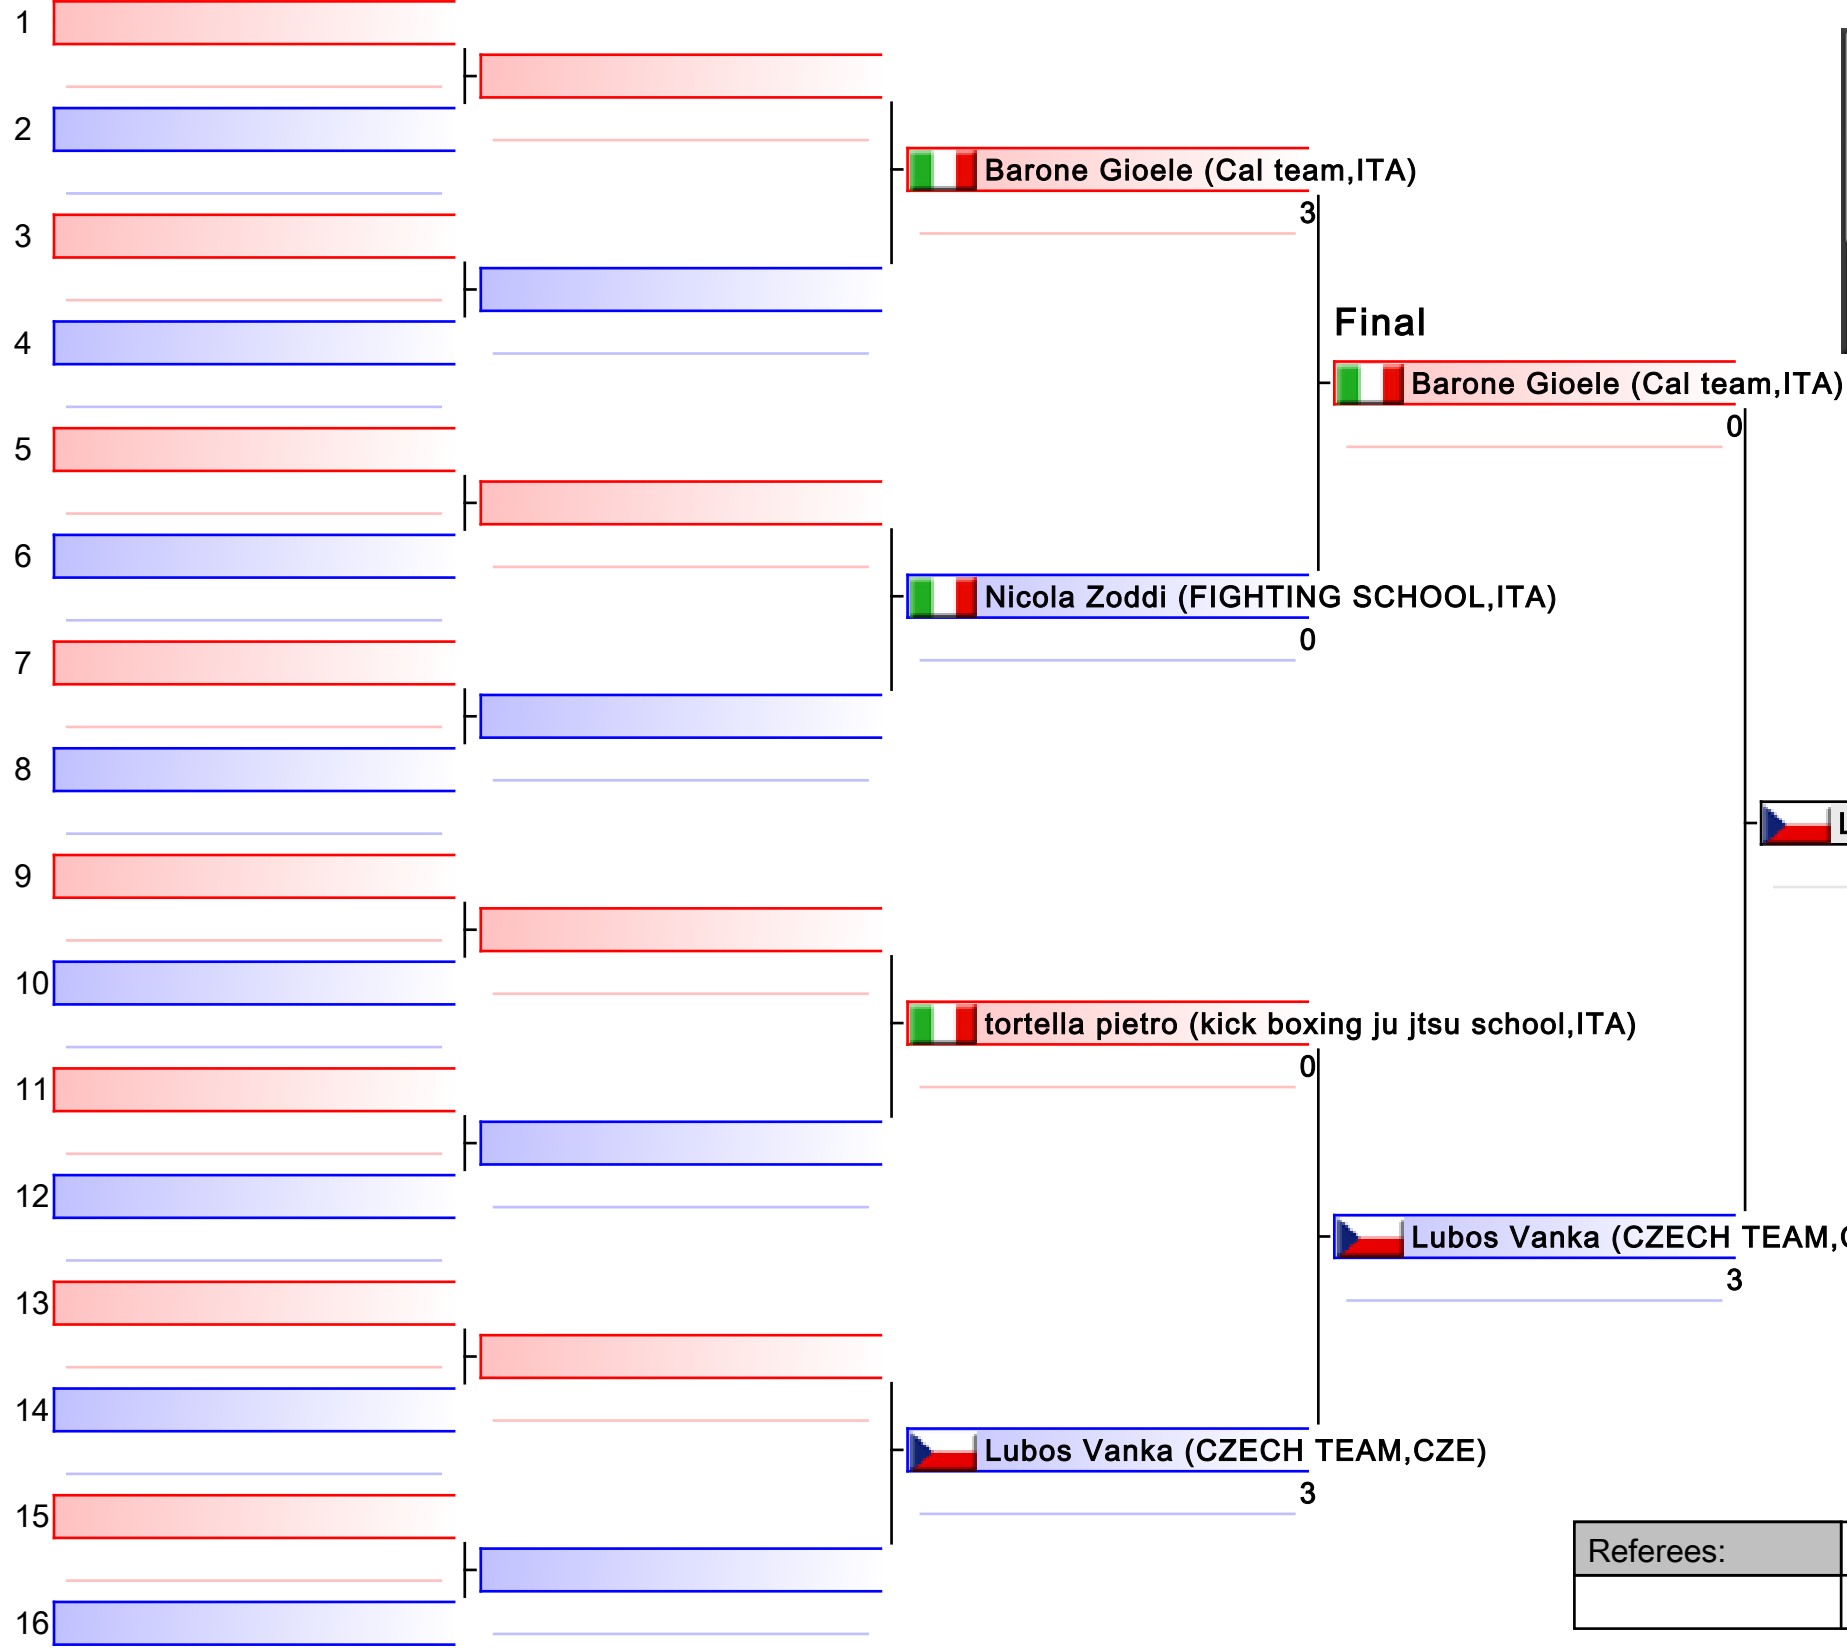 1
2
Barone Gioele (Cal team,ITA)
3
3
Final
4
Barone Gioele (Cal team,ITA)
0
5
6
Nicola Zoddi (FIGHTING SCHOOL,ITA)
0
7
8
L
9
10
tortella pietro (kick boxing ju jtsu school,ITA)
0
11
12
Lubos Vanka (CZECH TEAM,
3
13
14
Lubos Vanka (CZECH TEAM,CZE)
3
15
Referees:
16